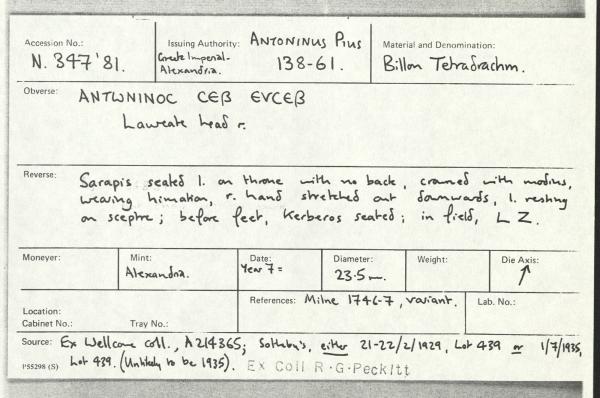 Accession No.: N. 347'81.
Issuing Authority: ANTONINUS PIUS
Greek Imperial - Alexandria. 138-61.
Material and Denomination: Billon Tetradrachm.
Obverse: ANTωNINOC CEβ EVCEβ
Laureate head r.
Reverse: Sarapis seated l. on throne with no back, crowned with modius,
wearing himation, r. hand stretched out downwards, l. resting
on sceptre; before feet, Kerberos seated; in field, L Z.
Moneyer:
Mint: Alexandria.
Date: Year 7 =
Diameter: 23.5 m.
Weight:
Die Axis: ↑
Location:
Cabinet No.: Tray No.:
References: Milne 1746-7, variant.
Lab. No.:
Source: Ex Wellcome coll., A214365; Sotheby's, either 21-22/2/1929, Lot 439 or 1/7/1935,
P55298 (S) Lot 439. (Unlikely to be 1935). Ex Coll R.G.Peckitt